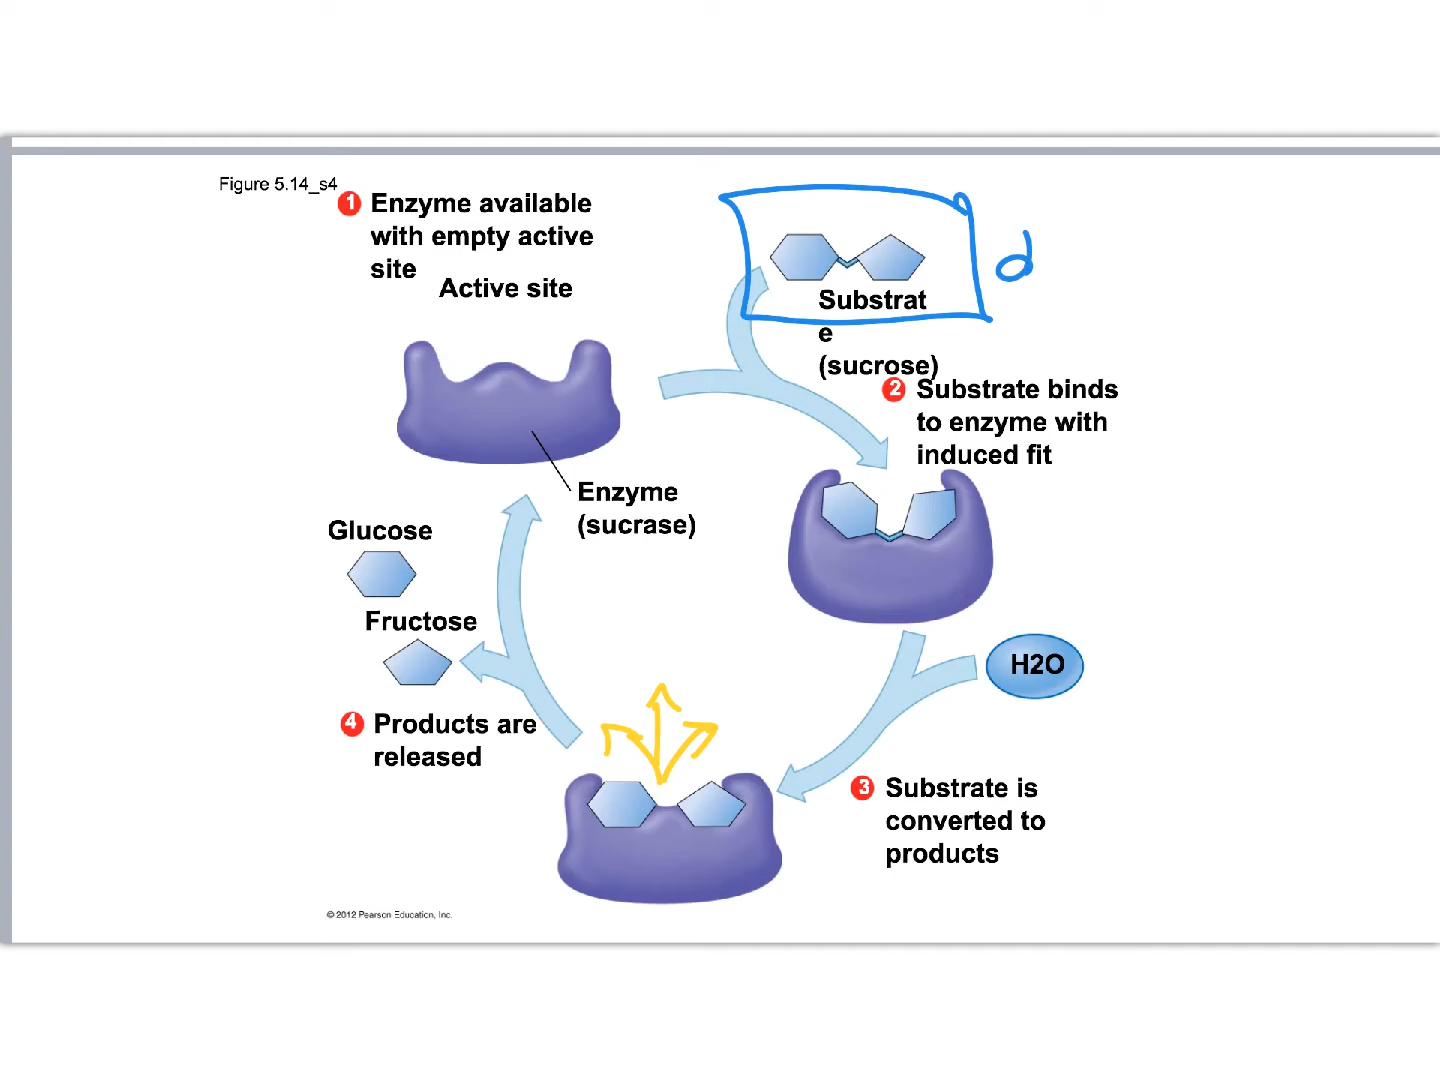 Figure 5.14_s4
1 Enzyme available
with empty active
site
Active site
Substrat
e
(sucrose)
d
2 Substrate binds
to enzyme with
induced fit
Enzyme
(sucrase)
Glucose
Fructose
H2O
4 Products are
released
3 Substrate is
converted to
products
© 2012 Pearson Education, Inc.